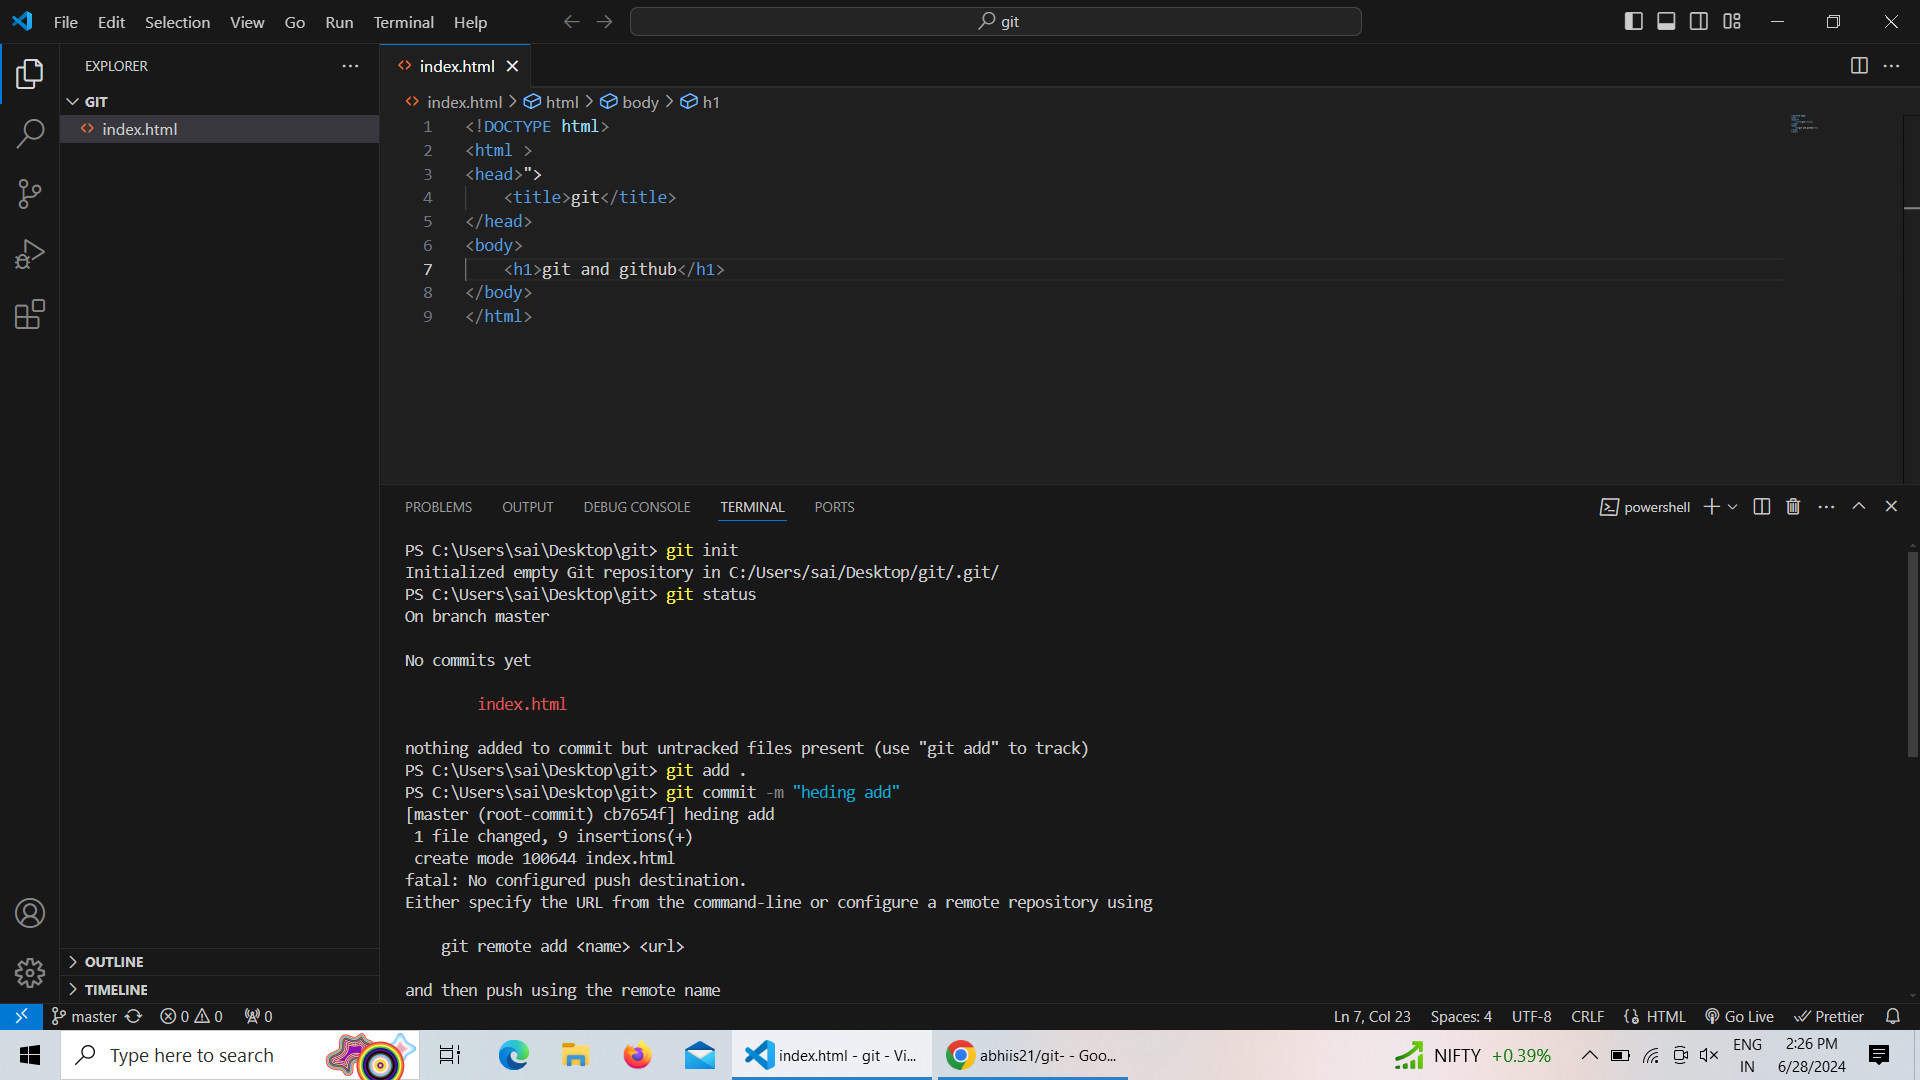 File Edit Selection View Go Run Terminal Help
git
EXPLORER
GIT
index.html
index.html
index.html > html > body > h1
1 <!DOCTYPE html>
2 <html >
3 <head>">
4 <title>git</title>
5 </head>
6 <body>
7 <h1>git and github</h1>
8 </body>
9 </html>
PROBLEMS OUTPUT DEBUG CONSOLE TERMINAL PORTS
powershell
PS C:\Users\sai\Desktop\git> git init
Initialized empty Git repository in C:/Users/sai/Desktop/git/.git/
PS C:\Users\sai\Desktop\git> git status
On branch master
No commits yet
index.html
nothing added to commit but untracked files present (use "git add" to track)
PS C:\Users\sai\Desktop\git> git add .
PS C:\Users\sai\Desktop\git> git commit -m "heding add"
[master (root-commit) cb7654f] heding add
1 file changed, 9 insertions(+)
create mode 100644 index.html
fatal: No configured push destination.
Either specify the URL from the command-line or configure a remote repository using
git remote add <name> <url>
and then push using the remote name
OUTLINE
TIMELINE
master 0 0 0
Ln 7, Col 23 Spaces: 4 UTF-8 CRLF HTML Go Live Prettier
Type here to search
index.html - git - Vi...
abhiis21/git- - Goo...
NIFTY +0.39%
ENG
IN
2:26 PM
6/28/2024